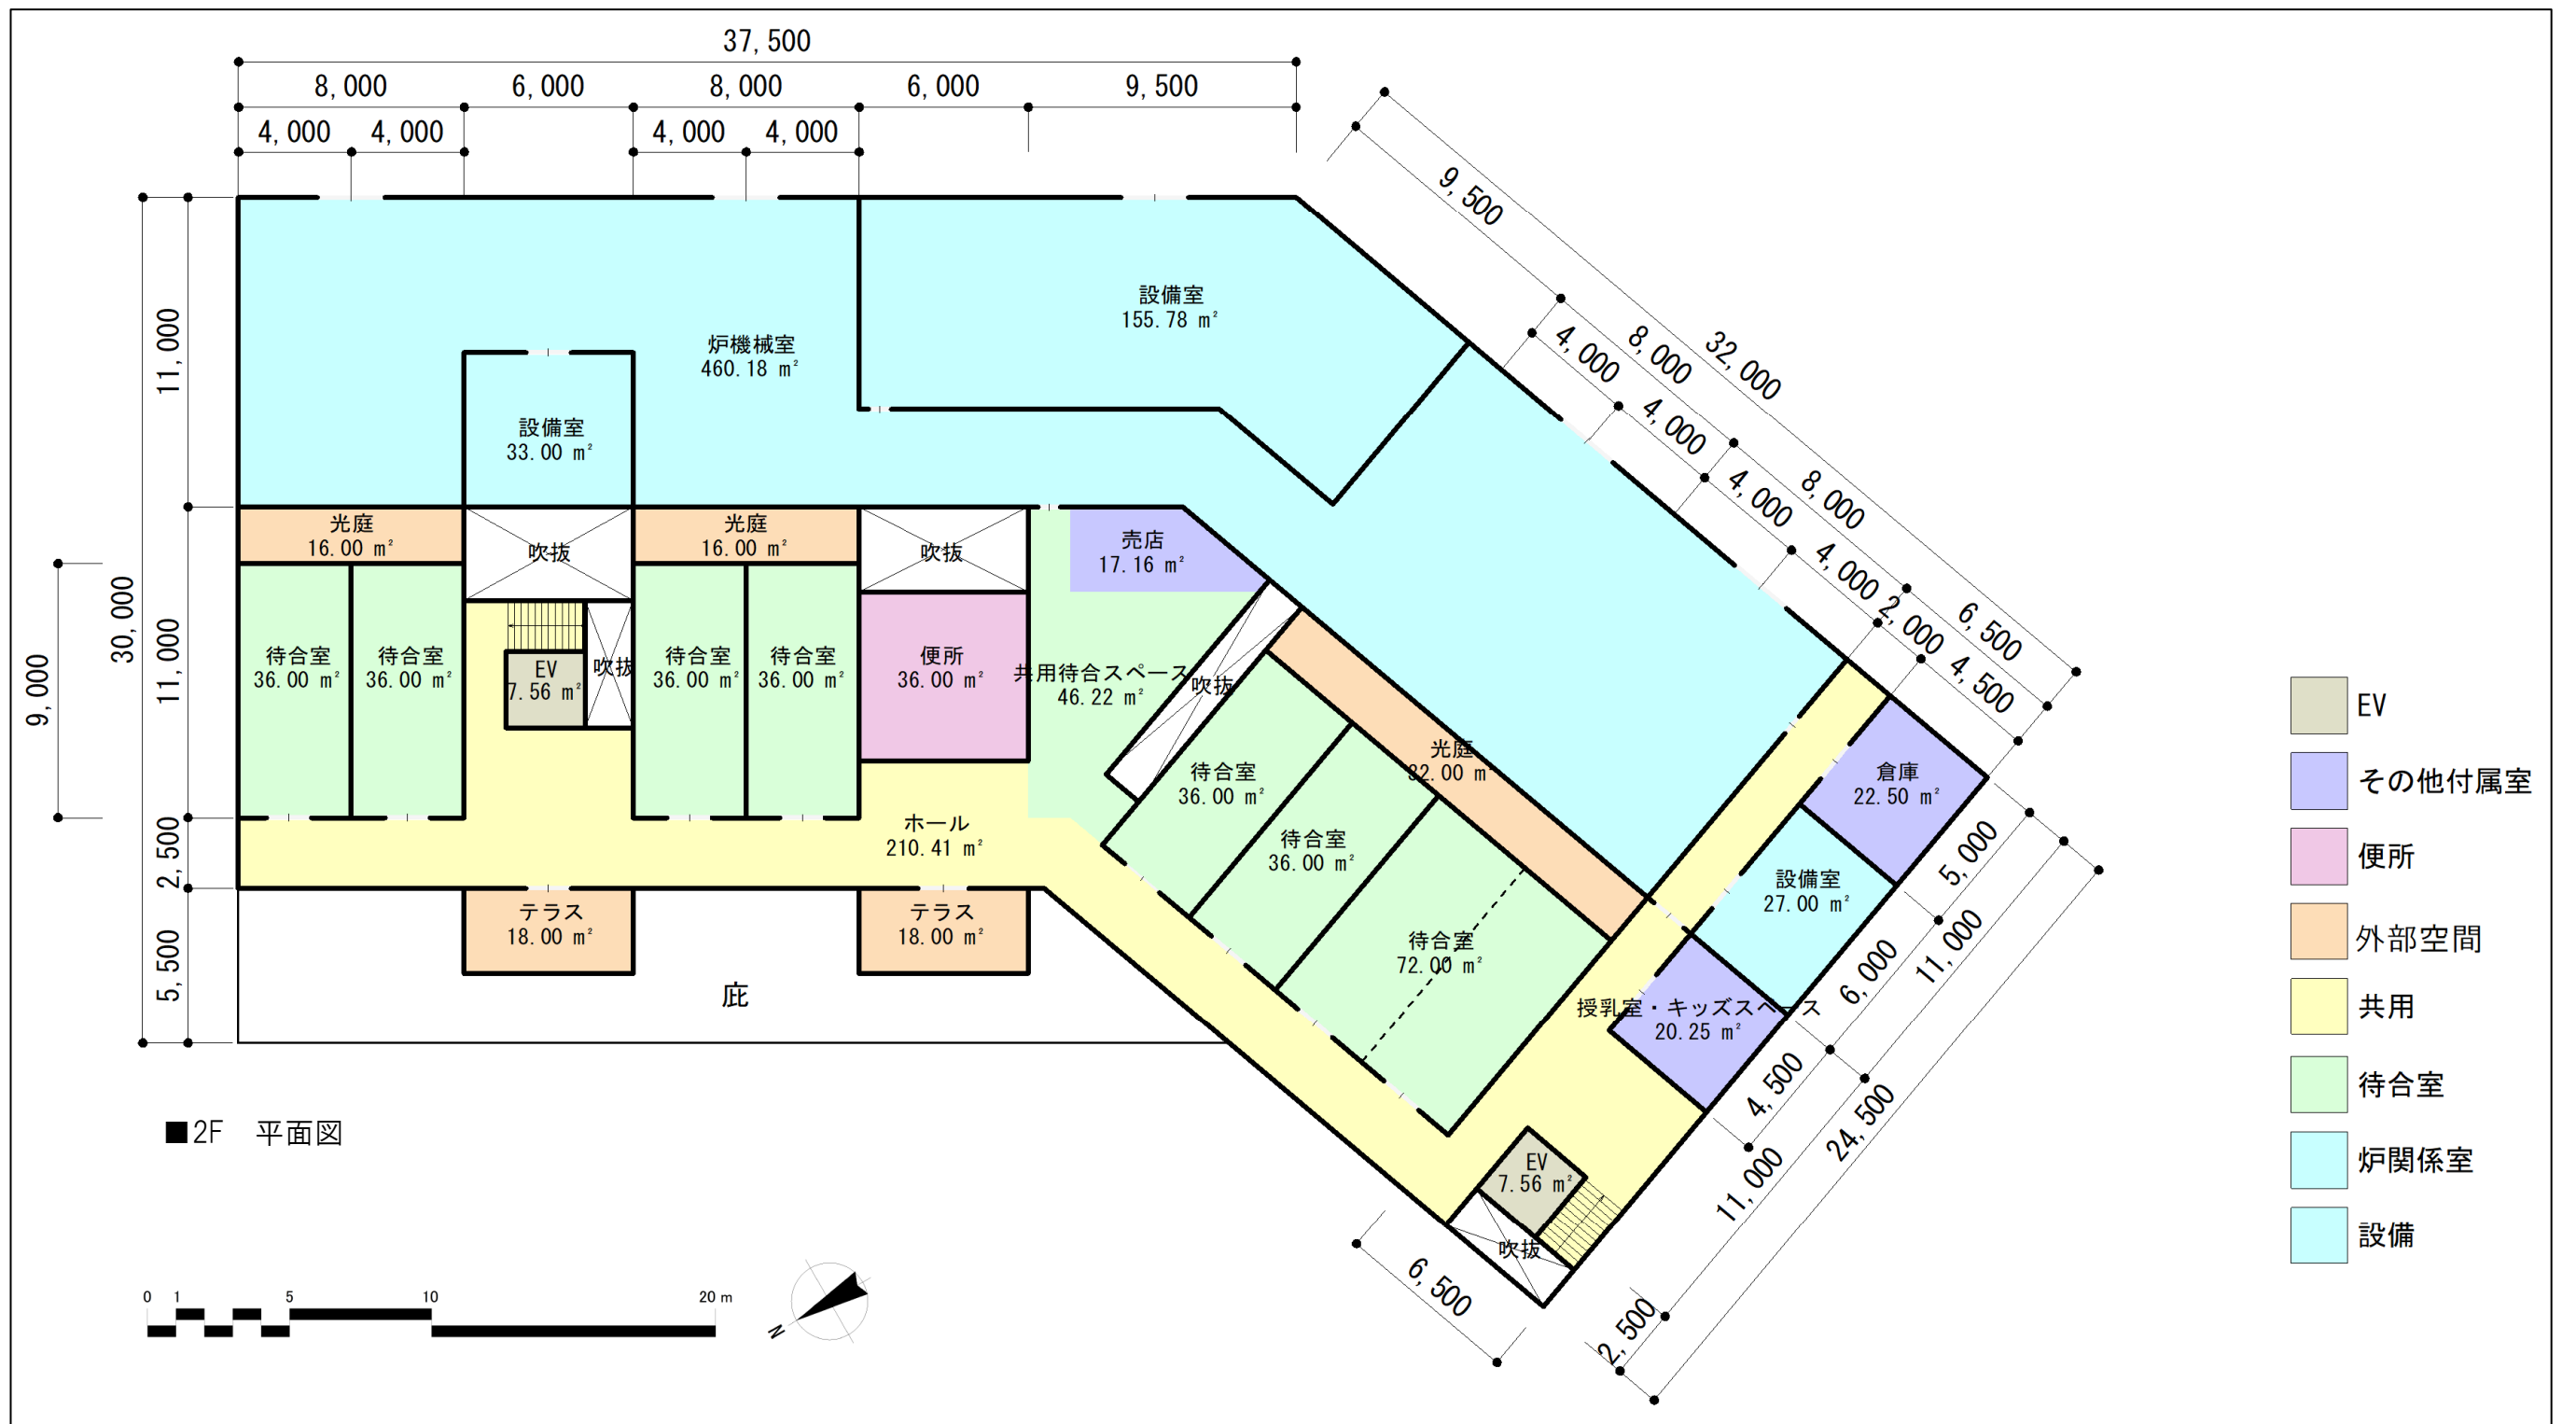 37,500
8,000 6,000 8,000 6,000 9,500
4,000 4,000 4,000 4,000
9,500
32,000
8,000
8,000
6,500
4,000
4,000
4,000
4,000
2,000
4,500
30,000
11,000
11,000
2,500
5,500
9,000
設備室
155.78 ㎡
炉機械室
460.18 ㎡
設備室
33.00 ㎡
光庭
16.00 ㎡
吹抜
光庭
16.00 ㎡
吹抜
売店
17.16 ㎡
待合室
36.00 ㎡
待合室
36.00 ㎡
EV
7.56 ㎡
吹抜
待合室
36.00 ㎡
待合室
36.00 ㎡
便所
36.00 ㎡
共用待合スペース
46.22 ㎡
吹抜
光庭
32.00 ㎡
待合室
36.00 ㎡
待合室
36.00 ㎡
待合室
72.00 ㎡
倉庫
22.50 ㎡
設備室
27.00 ㎡
授乳室・キッズスペース
20.25 ㎡
ホール
210.41 ㎡
テラス
18.00 ㎡
テラス
18.00 ㎡
庇
EV
7.56 ㎡
吹抜
5,000
6,000
11,000
4,500
11,000
24,500
2,500
6,500
■2F 平面図
0 1 5 10 20 m
N
EV
その他付属室
便所
外部空間
共用
待合室
炉関係室
設備